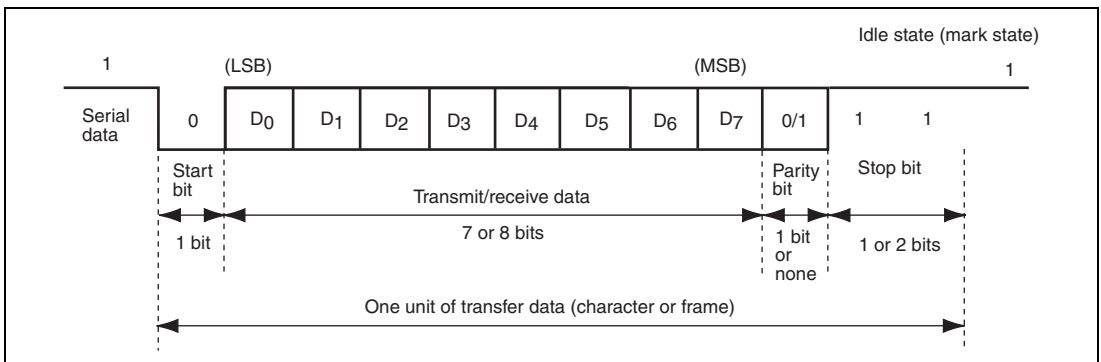 Idle state (mark state)
1 (LSB) (MSB) 1
Serial data
0 D0 D1 D2 D3 D4 D5 D6 D7 0/1 1 1
Start bit
Parity bit
Stop bit
Transmit/receive data
1 bit
7 or 8 bits
1 bit or none
1 or 2 bits
One unit of transfer data (character or frame)